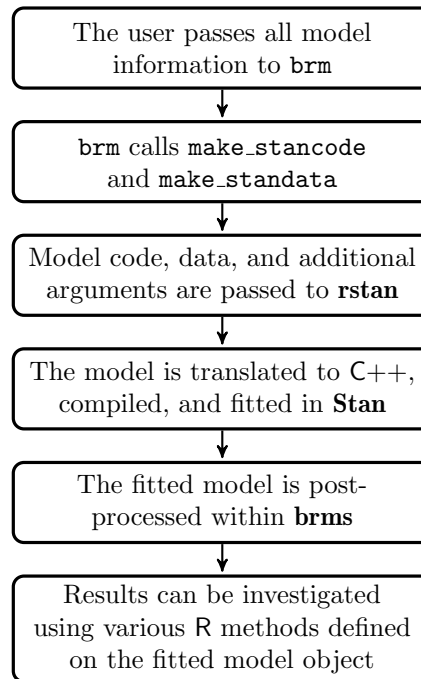 The user passes all model
information to brm
brm calls make_stancode
and make_standata
Model code, data, and additional
arguments are passed to rstan
The model is translated to C++,
compiled, and fitted in Stan
The fitted model is post-
processed within brms
Results can be investigated
using various R methods defined
on the fitted model object